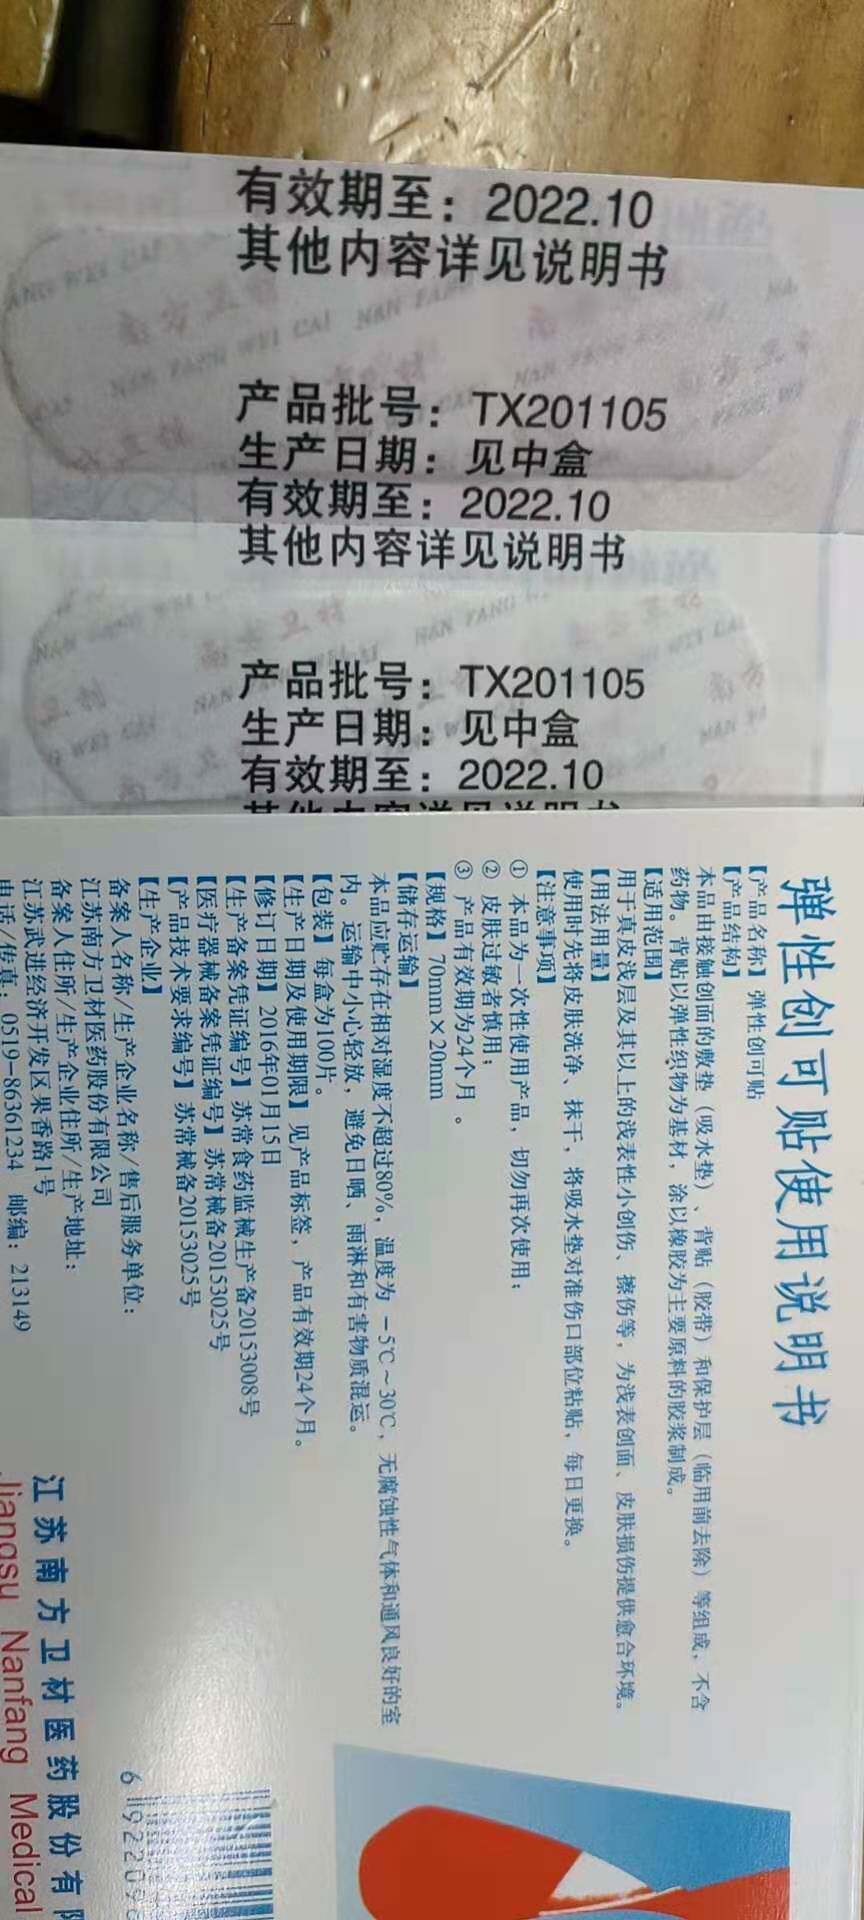 有效期至：2022.10
其他内容详见说明书
产品批号：TX201105
生产日期：见中盒
有效期至：2022.10
其他内容详见说明书
产品批号：TX201105
生产日期：见中盒
有效期至：2022.10
其他内容详见说明书
弹性创可贴使用说明书
【产品名称】弹性创可贴
【产品结构】
本品由接触创面的敷垫（吸水垫）、背贴（胶带）和保护层（临用前去除）等组成，不含
药物。背贴以弹性织物为基材，涂以橡胶为主要原料的胶浆制成。
【适用范围】
用于真皮浅层及其以上的浅表性小创伤、擦伤等，为浅表创面、皮肤损伤提供愈合环境。
【用法用量】
使用时先将皮肤洗净、抹干，将吸水垫对准伤口部位粘贴，每日更换。
【注意事项】
① 本品为一次性使用产品，切勿再次使用；
② 皮肤过敏者慎用；
③ 产品有效期为24个月。
【规格】70mm×20mm
【储存运输】
本品应贮存在相对湿度不超过80%，温度为 -5℃~30℃，无腐蚀性气体和通风良好的室
内。运输中小心轻放，避免日晒、雨淋和有害物质混运。
【包装】每盒为100片。
【生产日期及使用期限】见产品标签，产品有效期24个月。
【修订日期】2016年01月15日
【生产备案凭证编号】苏常食药监械生产备20153008号
【医疗器械备案凭证编号】苏常械备20153025号
【产品技术要求编号】苏常械备20153025号
【生产企业】
备案人名称/生产企业名称/售后服务单位：
江苏南方卫材医药股份有限公司
备案人住所/生产企业住所/生产地址：
江苏武进经济开发区果香路1号
电话/传真：0519-86361234 邮编：213149
江苏南方卫材医药股份有
Jiangsu Nanfang Medical
6 922098
NAN FANG WEI CAI